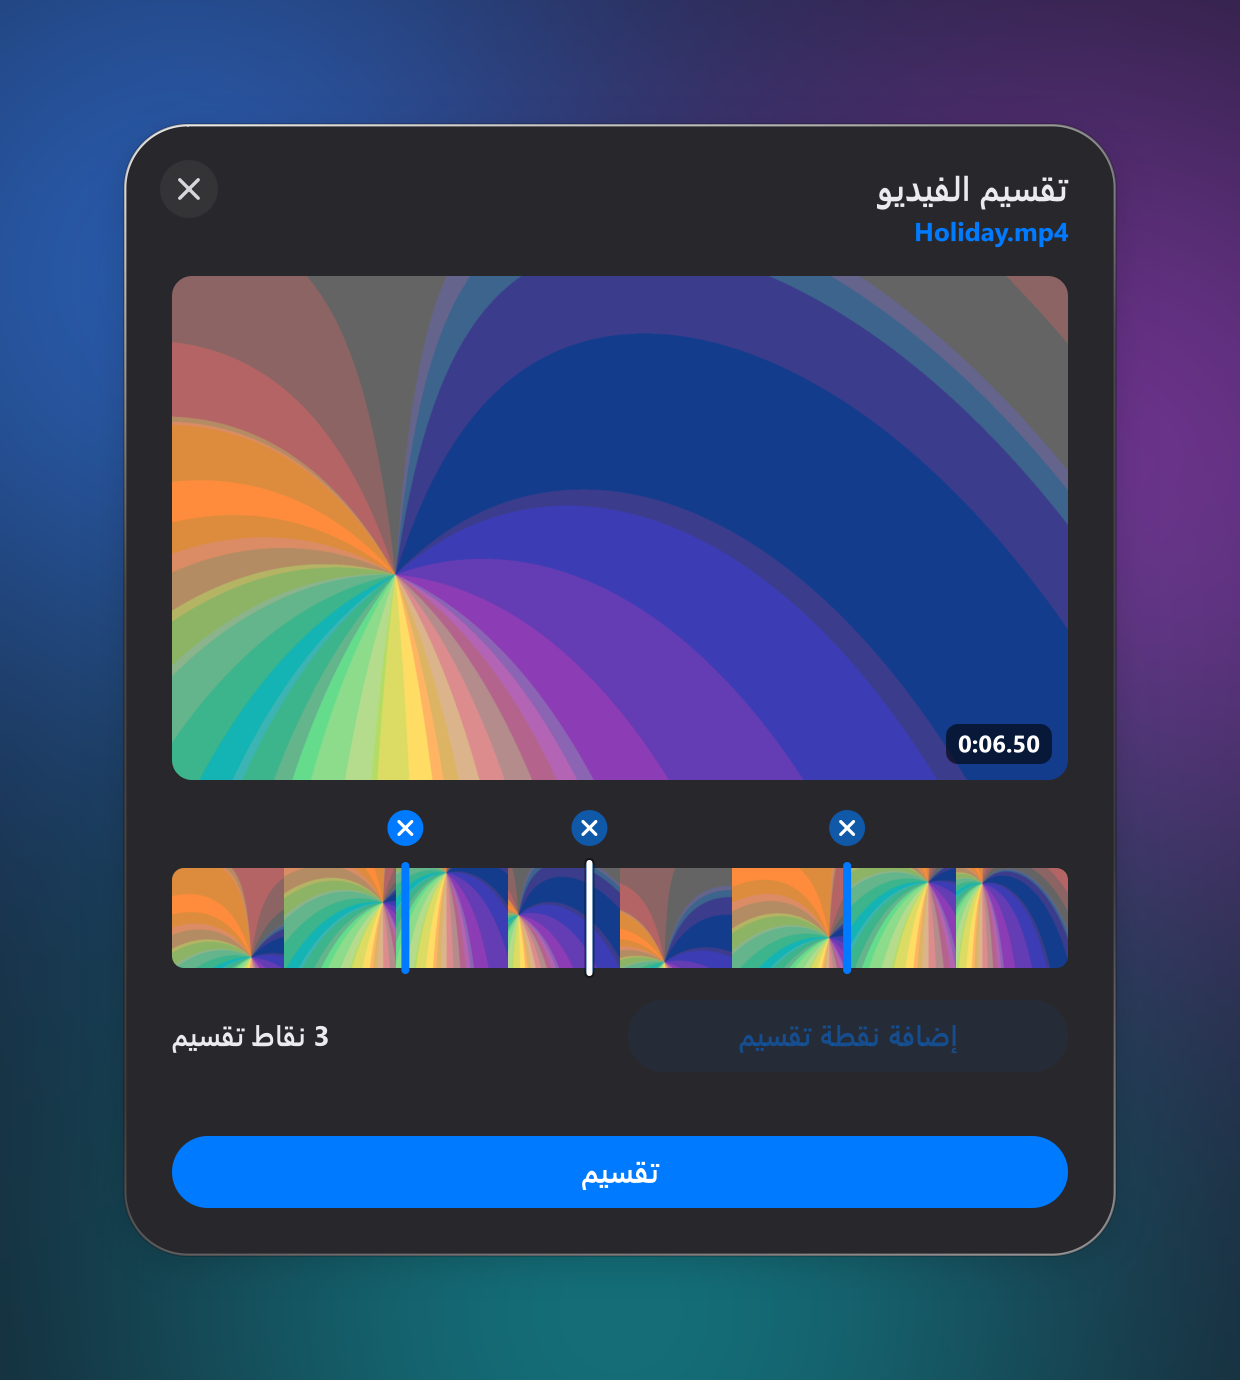 تقسيم الفيديو
Holiday.mp4
0:06.50
إضافة نقطة تقسيم
3 نقاط تقسيم
تقسيم